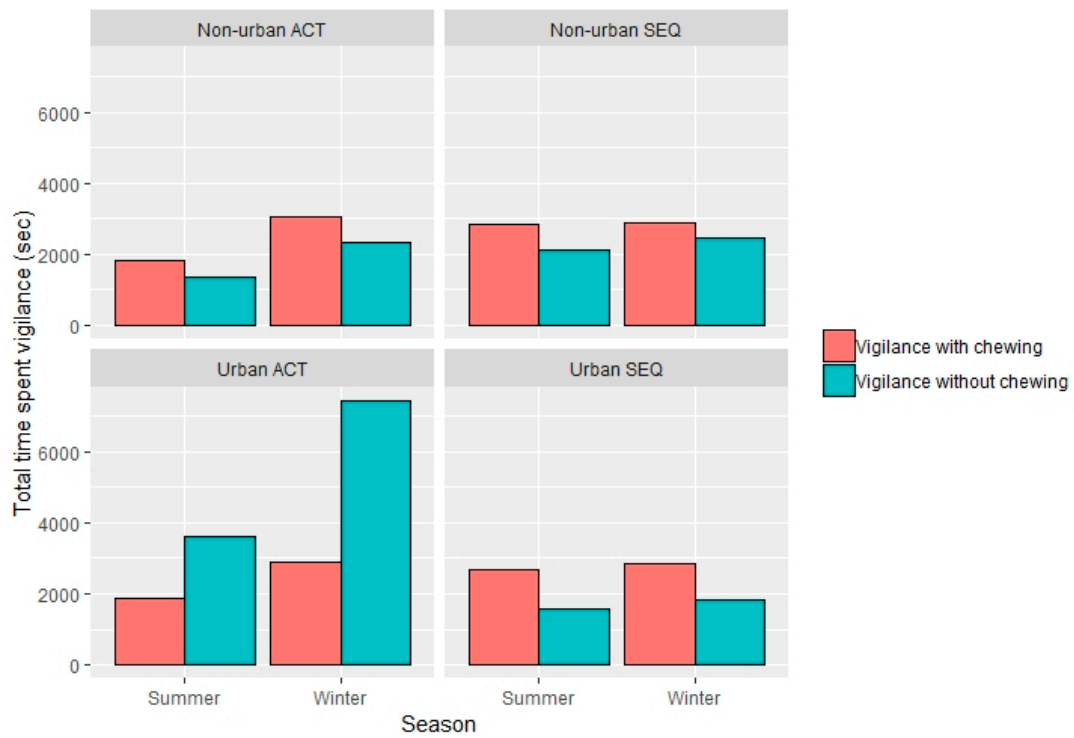 Non-urban ACT
Non-urban SEQ
6000
4000
2000
0
Urban ACT
Urban SEQ
6000
4000
2000
0
Total time spent vigilance (sec)
Summer
Winter
Summer
Winter
Season
Vigilance with chewing
Vigilance without chewing